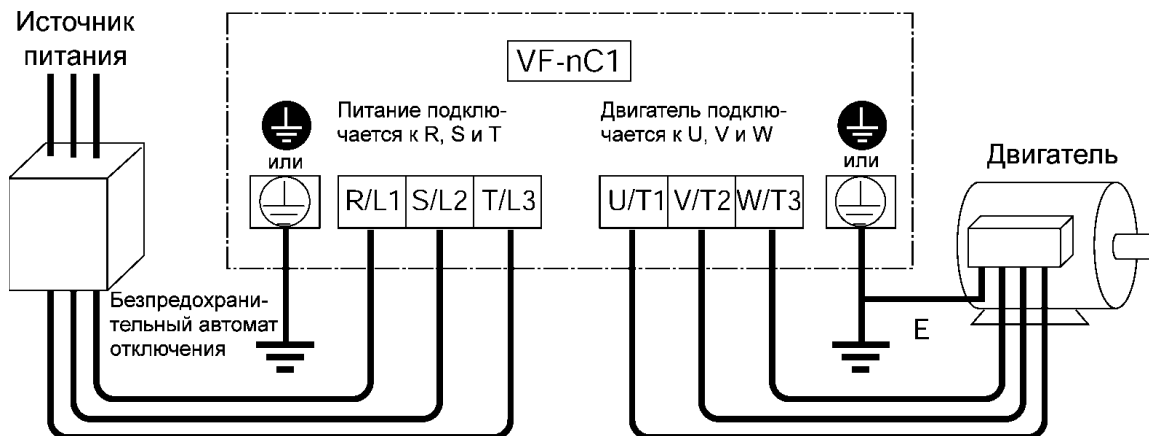 Источник
питания
VF-nC1
Питание подклю-
чается к R, S и T
Двигатель подклю-
чается к U, V и W
или
или
Двигатель
R/L1 S/L2 T/L3
U/T1 V/T2 W/T3
Безпредохрани-
тельный автомат
отключения
E